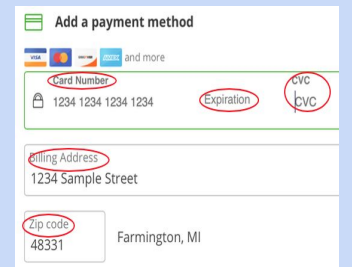 Add a payment method
VISA and more
Card Number CVC
1234 1234 1234 1234 Expiration CVC
Billing Address
1234 Sample Street
Zip code
48331 Farmington, MI